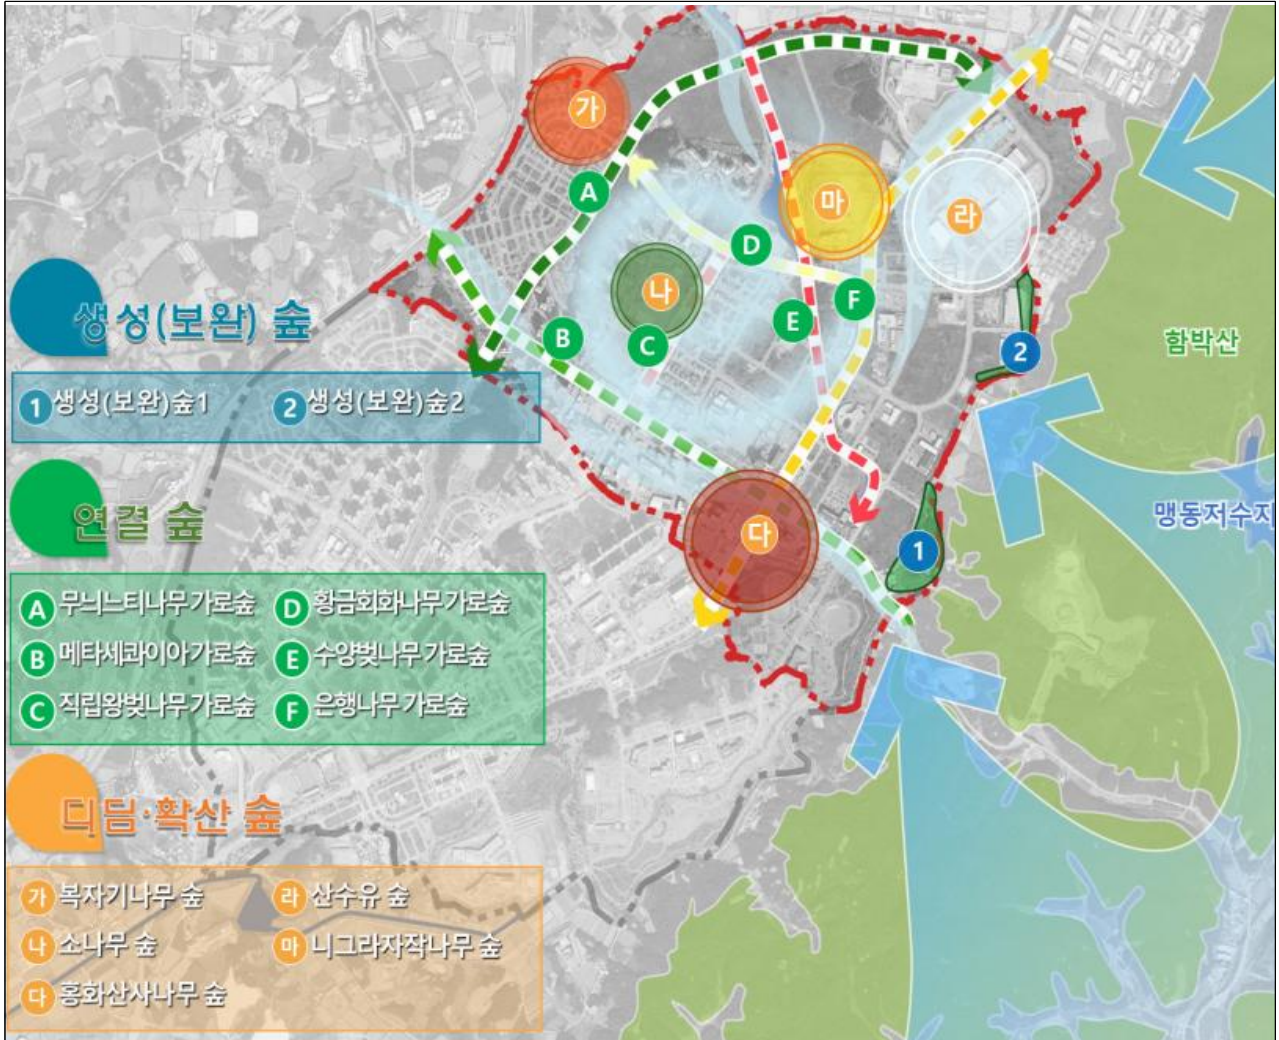 가
A
마
라
D
나
F
E
B
C
2
함박산
맹동저수지
다
1
생성(보완) 숲
1 생성(보완)숲1
2 생성(보완)숲2
연결 숲
A 무늬느티나무 가로숲
D 황금회화나무 가로숲
B 메타세콰이아 가로숲
E 수양벚나무 가로숲
C 직립왕벚나무 가로숲
F 은행나무 가로숲
디딤·확산 숲
가 복자기나무 숲
라 산수유 숲
나 소나무 숲
마 니그라자작나무 숲
다 홍화산사나무 숲